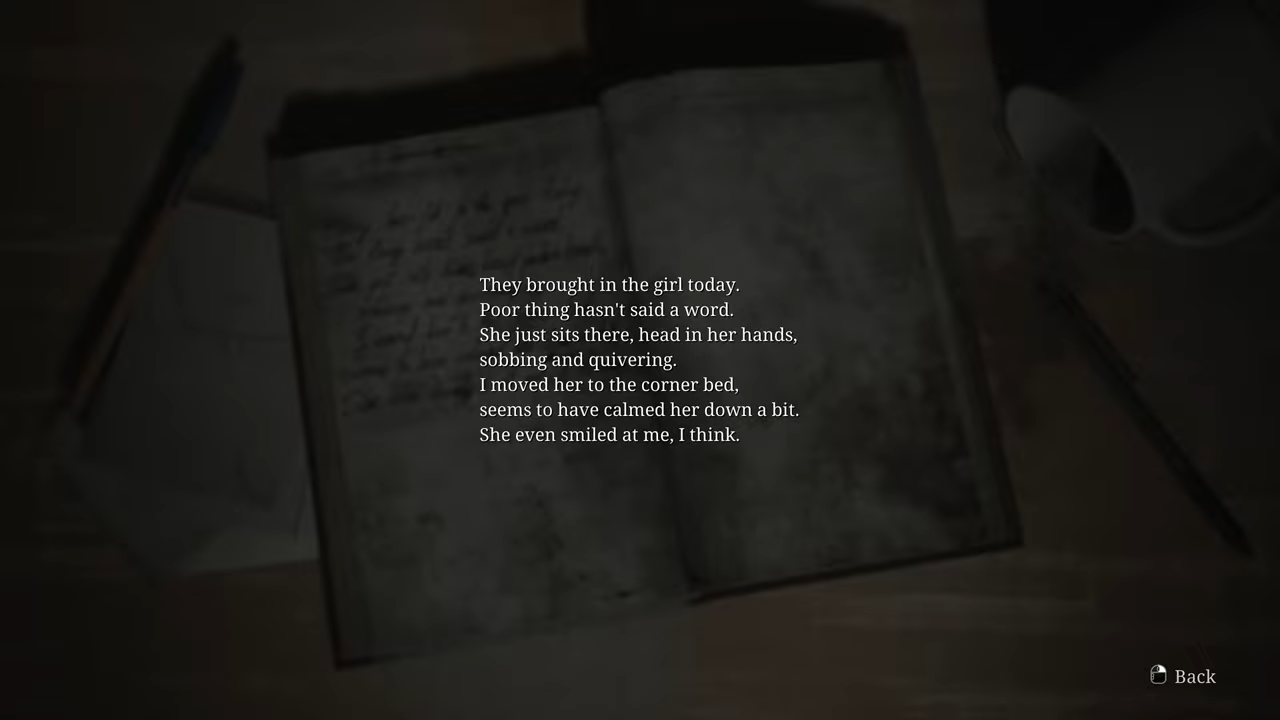 They brought in the girl today.
Poor thing hasn't said a word.
She just sits there, head in her hands,
sobbing and quivering.
I moved her to the corner bed,
seems to have calmed her down a bit.
She even smiled at me, I think.
Back